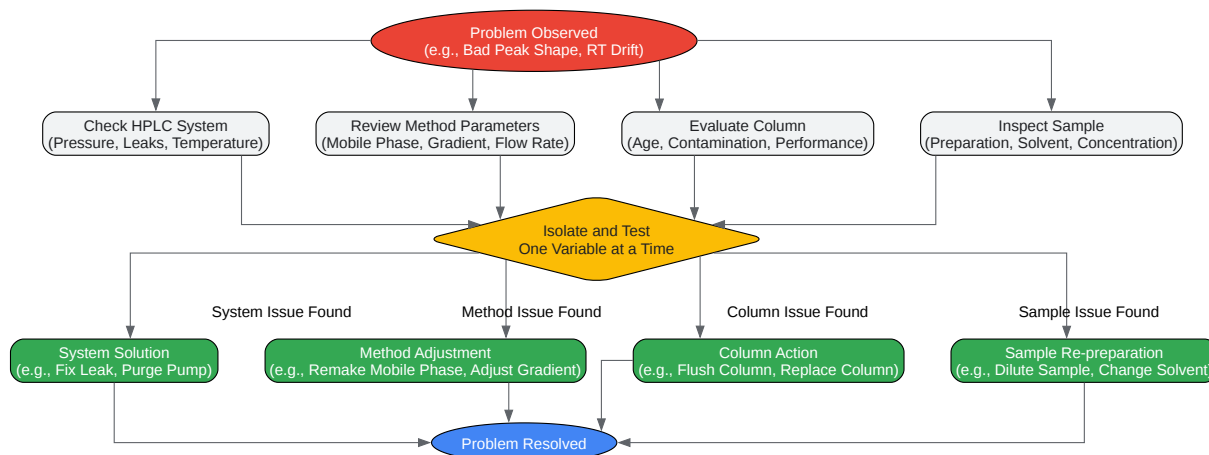 Problem Observed
(e.g., Bad Peak Shape, RT Drift)
Check HPLC System
(Pressure, Leaks, Temperature)
Review Method Parameters
(Mobile Phase, Gradient, Flow Rate)
Evaluate Column
(Age, Contamination, Performance)
Inspect Sample
(Preparation, Solvent, Concentration)
Isolate and Test
One Variable at a Time
System Issue Found
Method Issue Found
Column Issue Found
Sample Issue Found
System Solution
(e.g., Fix Leak, Purge Pump)
Method Adjustment
(e.g., Remake Mobile Phase, Adjust Gradient)
Column Action
(e.g., Flush Column, Replace Column)
Sample Re-preparation
(e.g., Dilute Sample, Change Solvent)
Problem Resolved